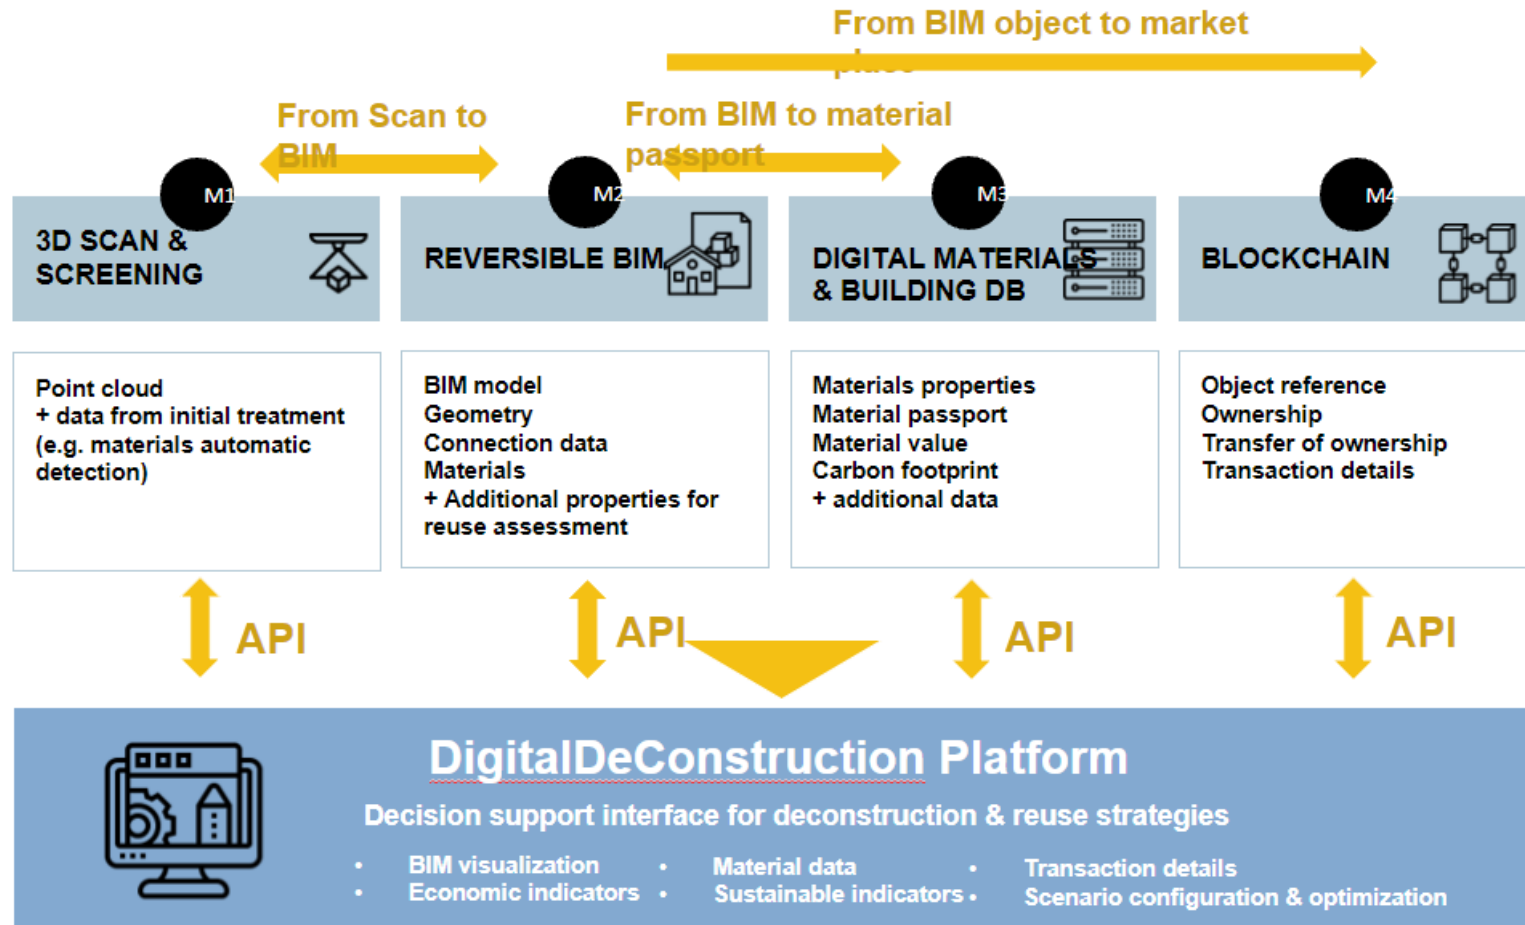 From BIM object to market
place
From Scan to
BIM
From BIM to material
passport
M1
M2
M3
M4
3D SCAN &
SCREENING
REVERSIBLE BIM
DIGITAL MATERIALS
& BUILDING DB
BLOCKCHAIN
Point cloud
+ data from initial treatment
(e.g. materials automatic
detection)
BIM model
Geometry
Connection data
Materials
+ Additional properties for
reuse assessment
Materials properties
Material passport
Material value
Carbon footprint
+ additional data
Object reference
Ownership
Transfer of ownership
Transaction details
API
API
API
API
DigitalDeConstruction Platform
Decision support interface for deconstruction & reuse strategies
• BIM visualization
• Economic indicators
• Material data
• Sustainable indicators
• Transaction details
• Scenario configuration & optimization